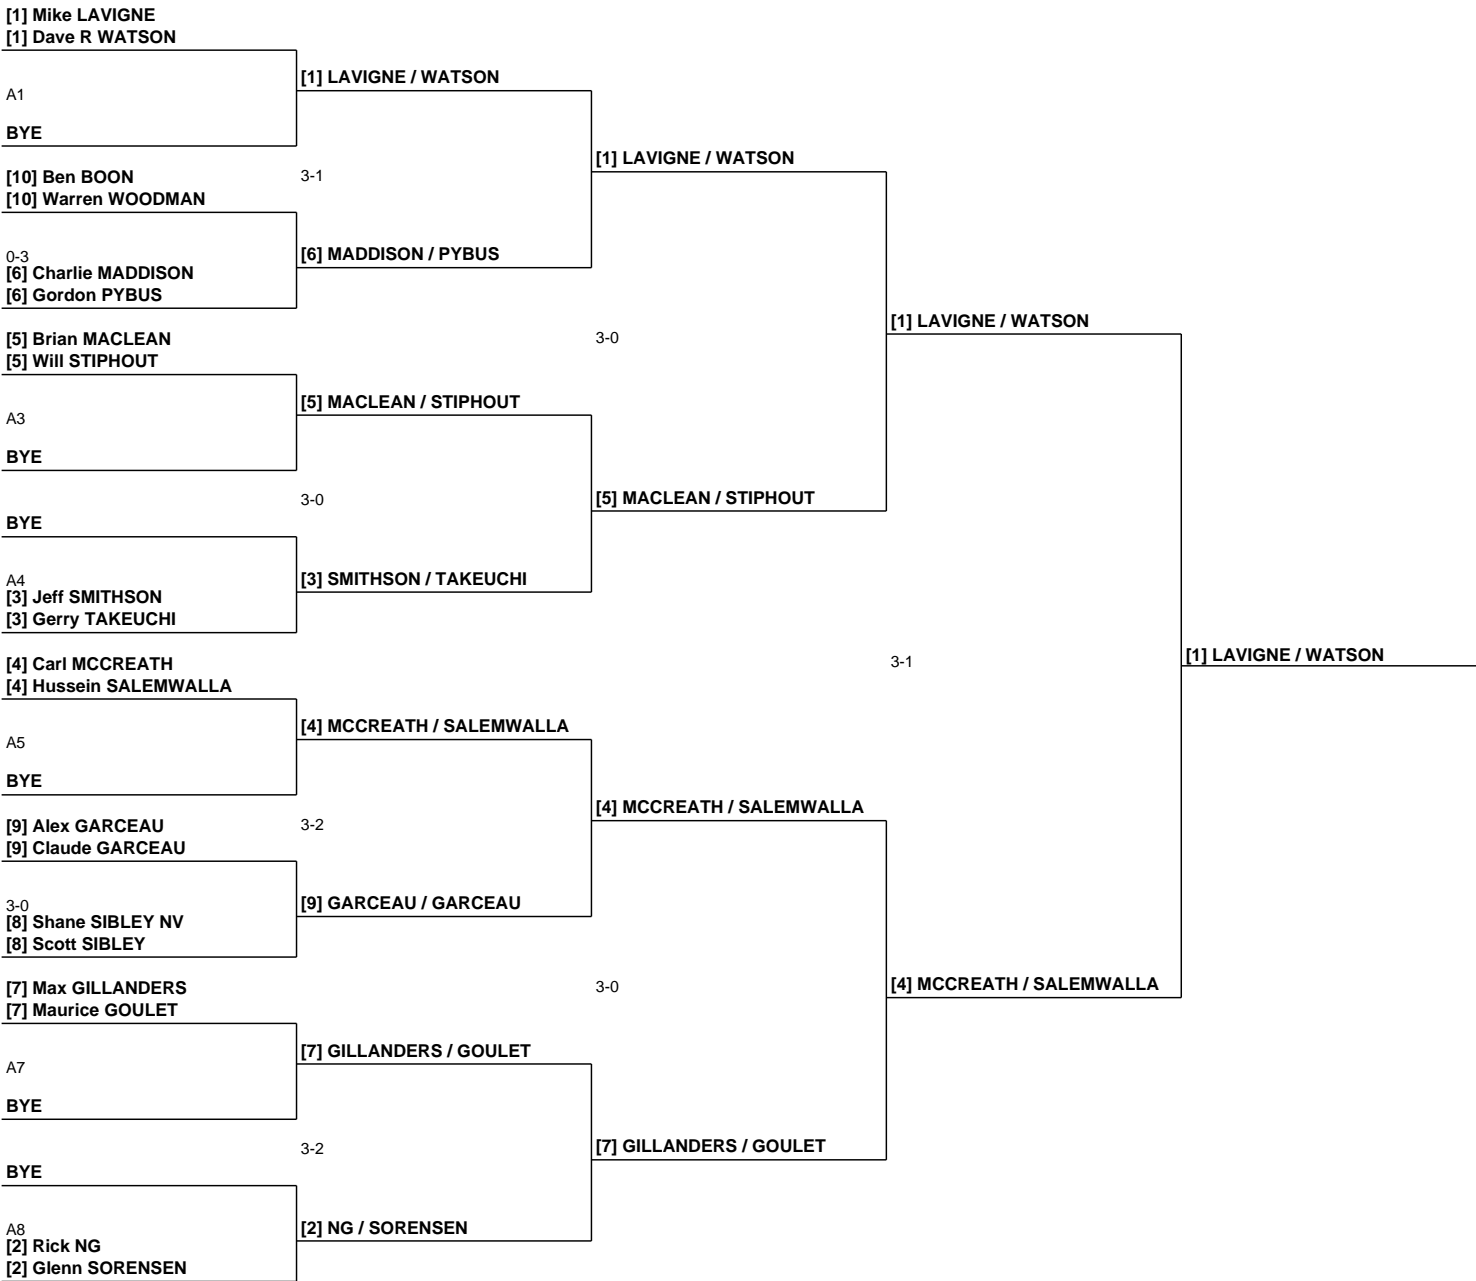 [1] Mike LAVIGNE
[1] Dave R WATSON
[1] LAVIGNE / WATSON
A1
BYE
[1] LAVIGNE / WATSON
[10] Ben BOON
3-1
[10] Warren WOODMAN
[6] MADDISON / PYBUS
0-3
[6] Charlie MADDISON
[6] Gordon PYBUS
[1] LAVIGNE / WATSON
[5] Brian MACLEAN
3-0
[5] Will STIPHOUT
[5] MACLEAN / STIPHOUT
A3
BYE
3-0
[5] MACLEAN / STIPHOUT
BYE
A4
[3] SMITHSON / TAKEUCHI
[3] Jeff SMITHSON
[3] Gerry TAKEUCHI
[1] LAVIGNE / WATSON
3-1
[4] Carl MCCREATH
[4] Hussein SALEMWALLA
[4] MCCREATH / SALEMWALLA
A5
BYE
[4] MCCREATH / SALEMWALLA
[9] Alex GARCEAU
3-2
[9] Claude GARCEAU
[9] GARCEAU / GARCEAU
3-0
[8] Shane SIBLEY NV
[8] Scott SIBLEY
[4] MCCREATH / SALEMWALLA
[7] Max GILLANDERS
3-0
[7] Maurice GOULET
[7] GILLANDERS / GOULET
A7
BYE
3-2
[7] GILLANDERS / GOULET
BYE
A8
[2] NG / SORENSEN
[2] Rick NG
[2] Glenn SORENSEN